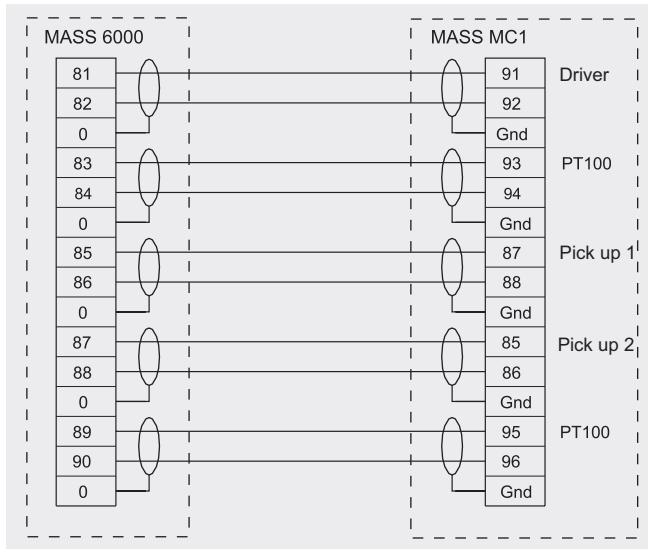 MASS 6000 MASS MC1
81 91 Driver
82 92
0 Gnd
83 93 PT100
84 94
0 Gnd
85 87 Pick up 1
86 88
0 Gnd
87 85 Pick up 2
88 86
0 Gnd
89 95 PT100
90 96
0 Gnd